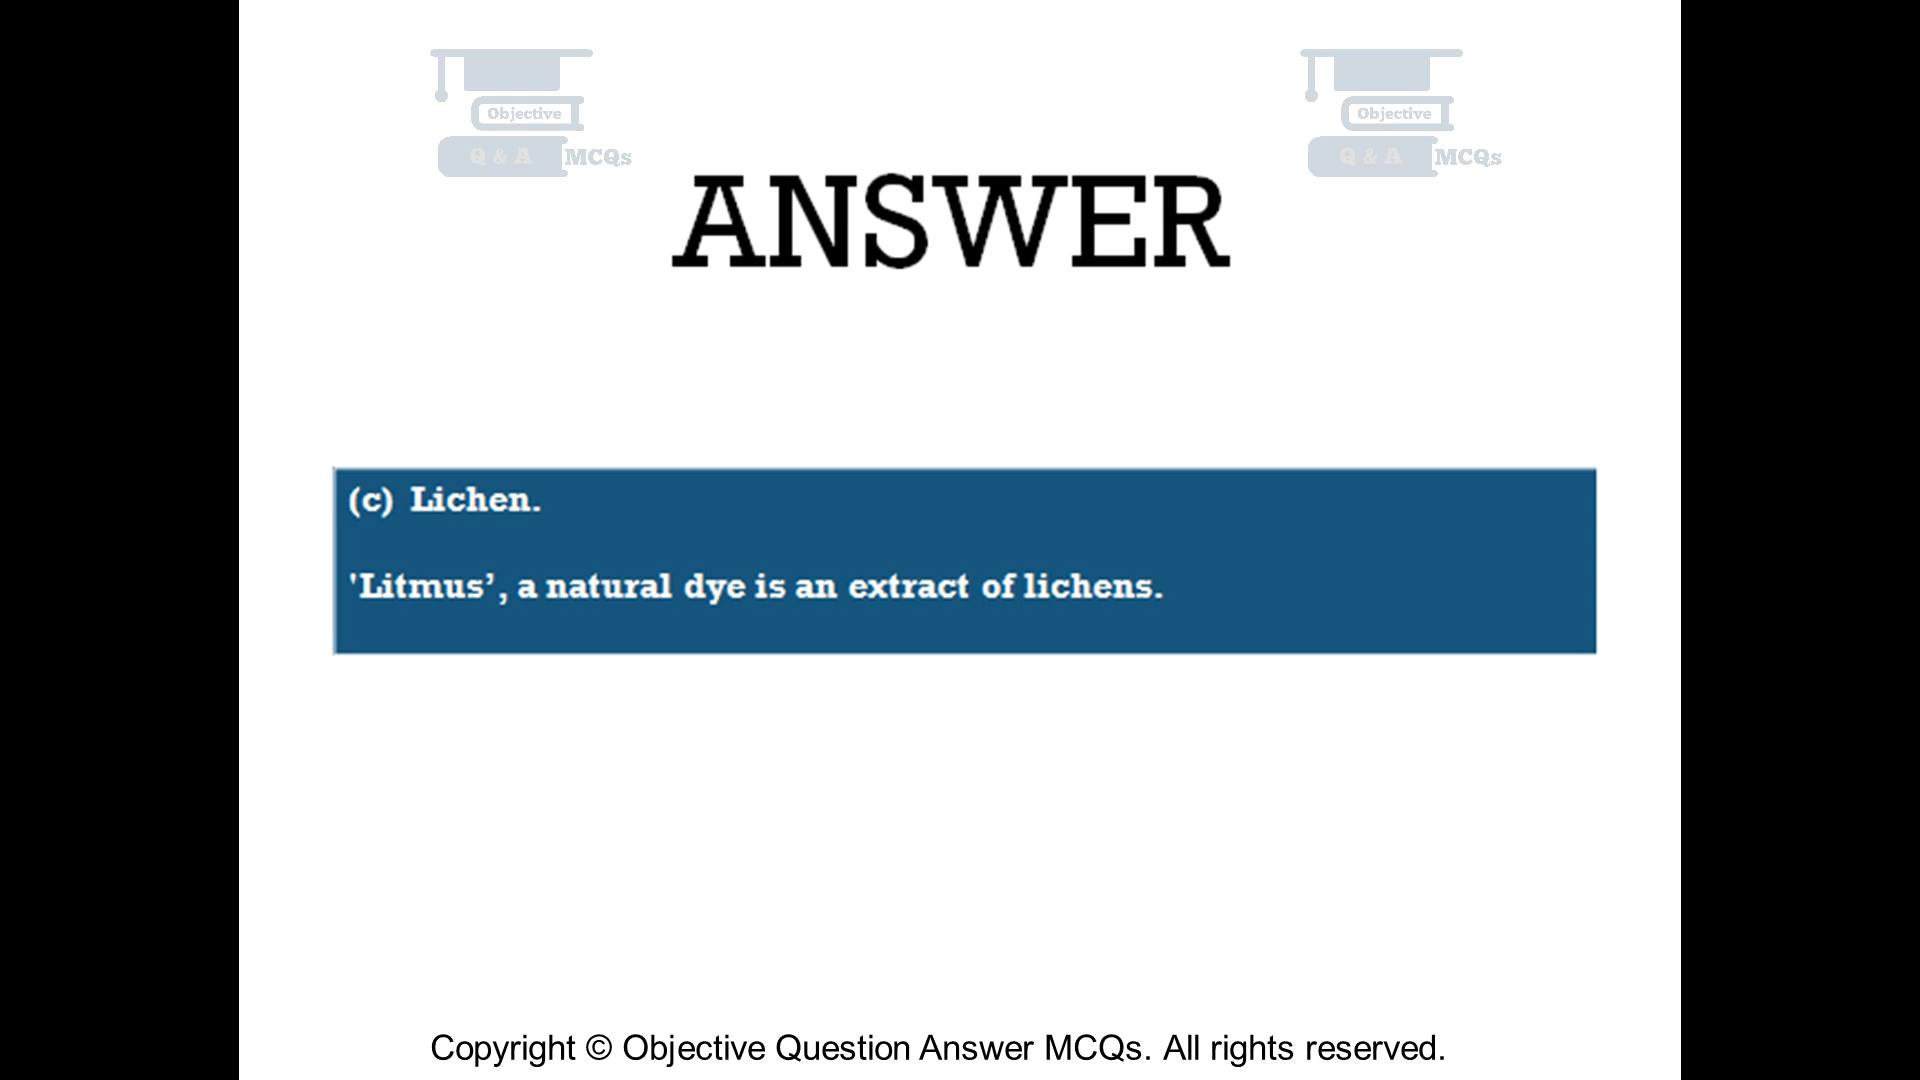 Objective
Q & A MCQs
Objective
Q & A MCQs
ANSWER
(c) Lichen.
'Litmus’, a natural dye is an extract of lichens.
Copyright © Objective Question Answer MCQs. All rights reserved.